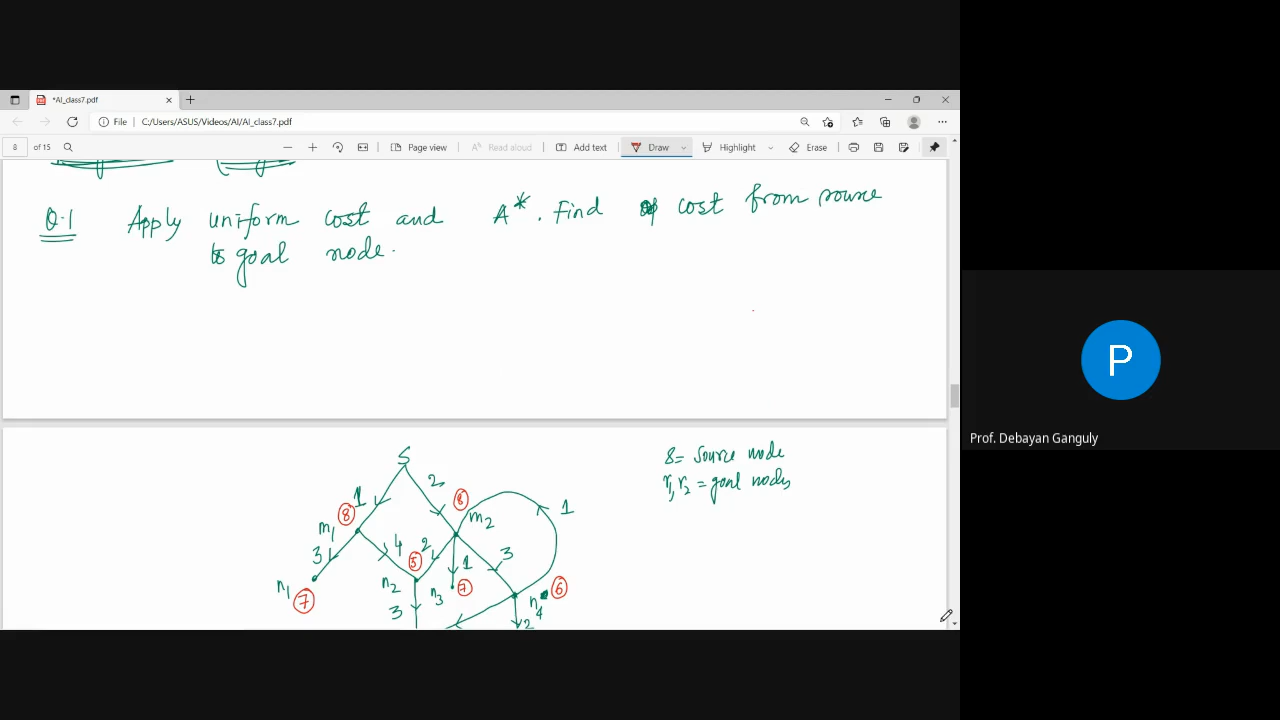 *AI_class7.pdf
File
C:/Users/ASUS/Videos/AI/AI_class7.pdf
8 of 15
Page view
Read aloud
Add text
Draw
Highlight
Erase
Q.1 Apply uniform cost and A*. Find cost from source
to goal node.
S
S = Source node
r1, r2 = goal nodes
1
2
8
8
m1
m2
1
3
4
2
5
1
3
n1
7
n2
n3
7
n4
6
3
2
P
Prof. Debayan Ganguly